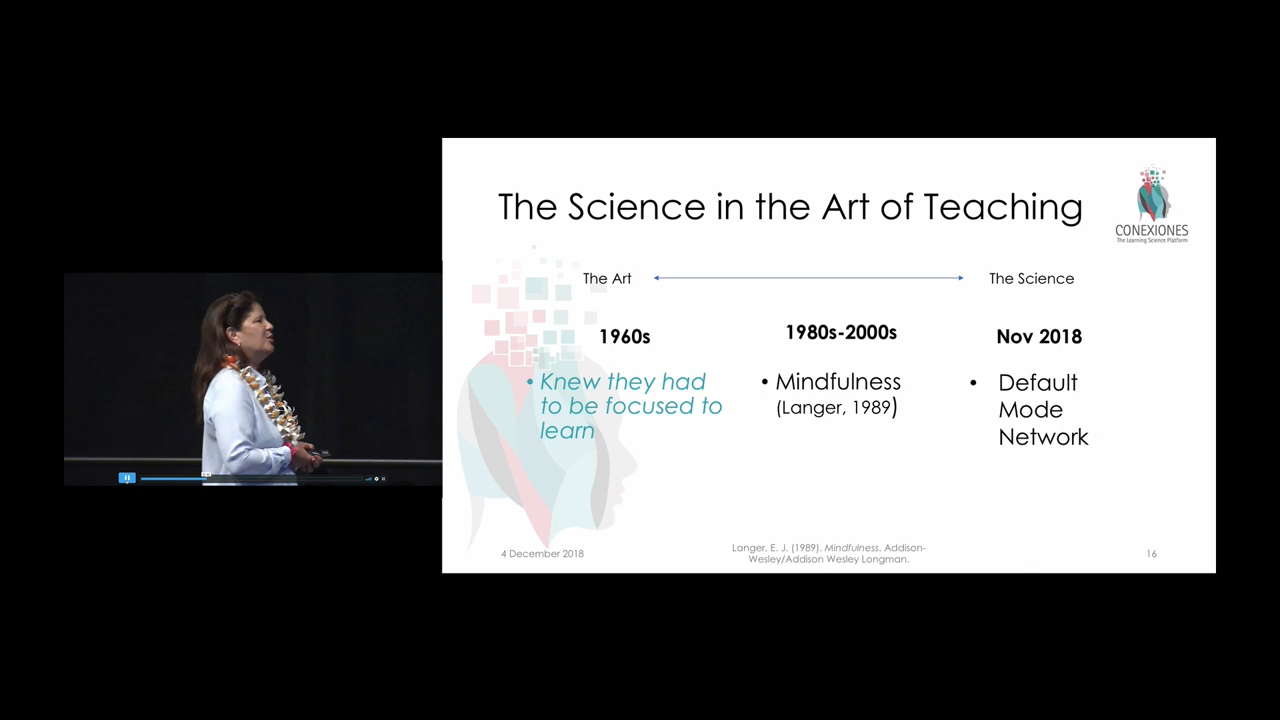 The Science in the Art of Teaching
CONEXIONES
The Learning Science Platform
The Art
The Science
1960s
1980s-2000s
Nov 2018
• Knew they had
to be focused to
learn
• Mindfulness
(Langer, 1989)
• Default
Mode
Network
4 December 2018
Langer, E. J. (1989). Mindfulness. Addison-
Wesley/Addison Wesley Longman.
16